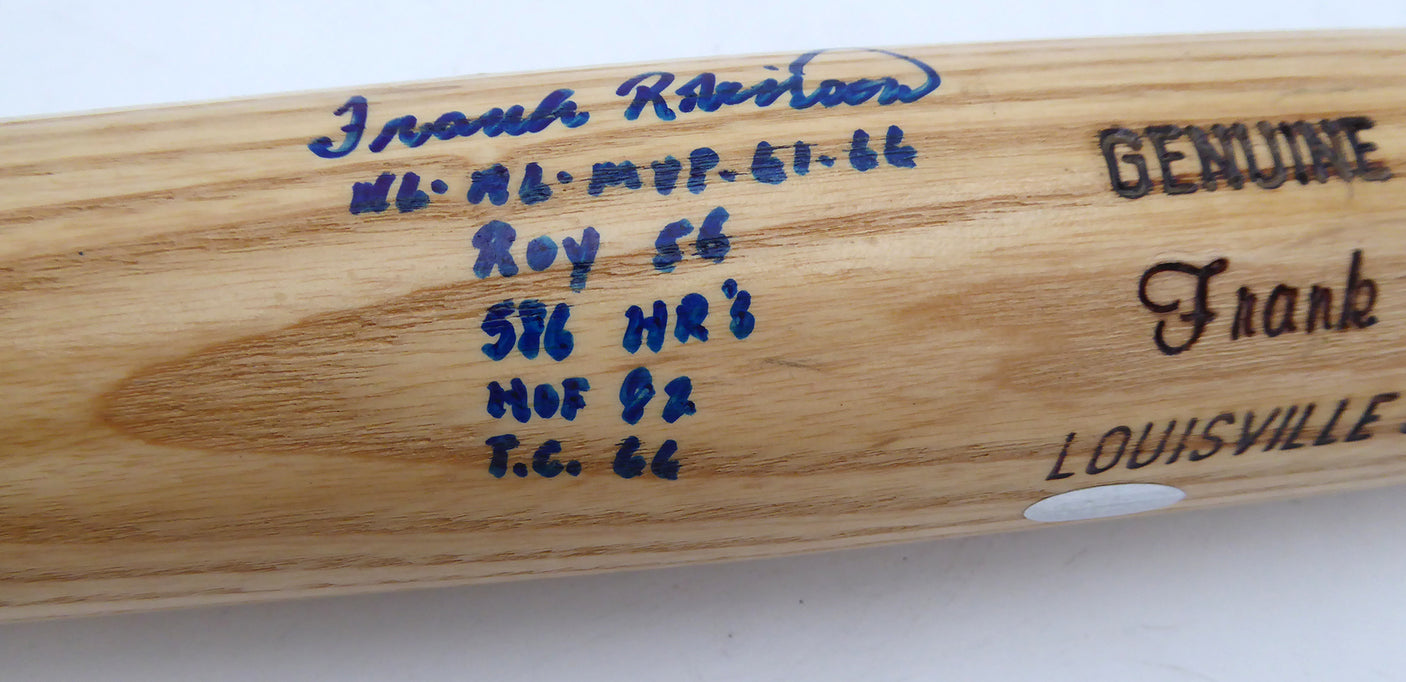 Frank Robinson
NL. AL. MVP. 61. 66
Roy 56
586 HR's
HOF 82
T.C. 66
GENUINE
Frank
LOUISVILLE